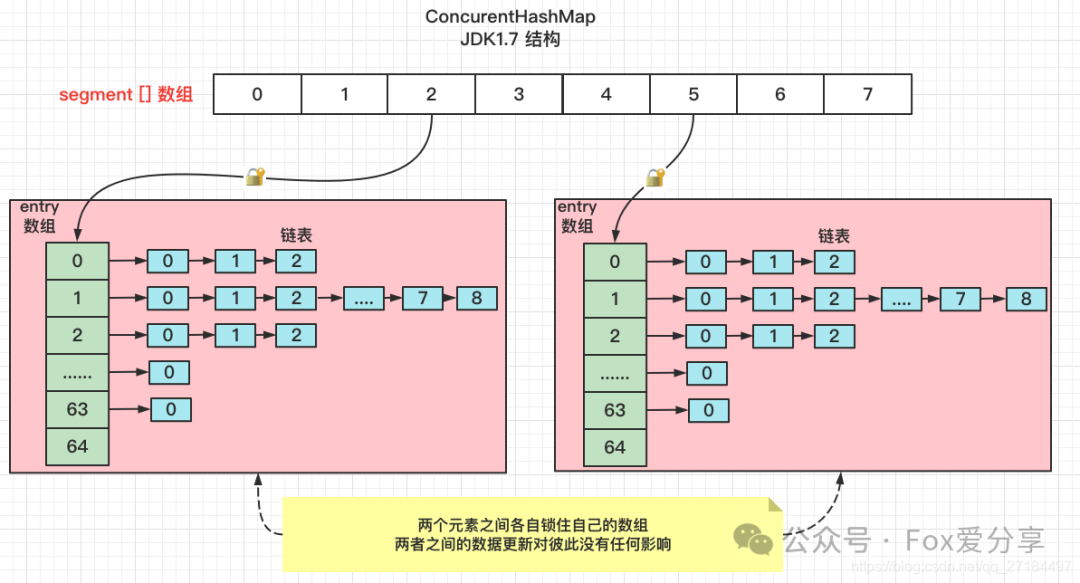 ConcurentHashMap
JDK1.7 结构
segment [] 数组
0 1 2 3 4 5 6 7
entry
数组
链表
0 0 1 2
1 0 1 2 .... 7 8
2 0 1 2
...... 0
63 0
64
entry
数组
链表
0 0 1 2
1 0 1 2 .... 7 8
2 0 1 2
...... 0
63 0
64
两个元素之间各自锁住自己的数组
两者之间的数据更新对彼此没有任何影响
公众号 · Fox爱分享
https://blog.csdn.net/qq_27184497